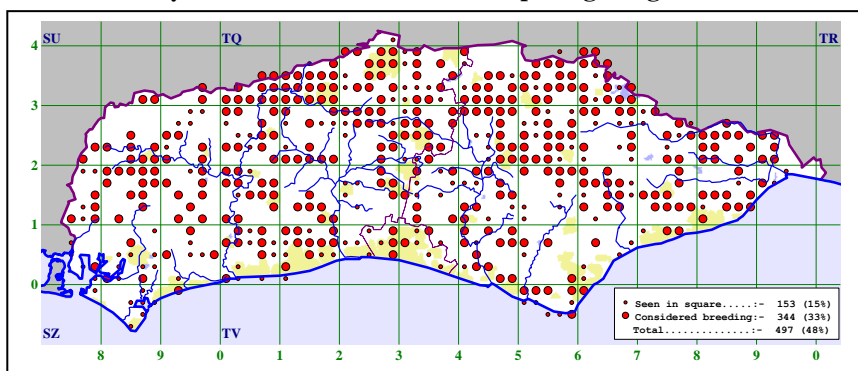 4
SU
TQ
TR
3
2
1
0
Seen in square.....:- 153 (15%)
Considered breeding:- 344 (33%)
Total..............:- 497 (48%)
SZ
TV
8 9 0 1 2 3 4 5 6 7 8 9 0